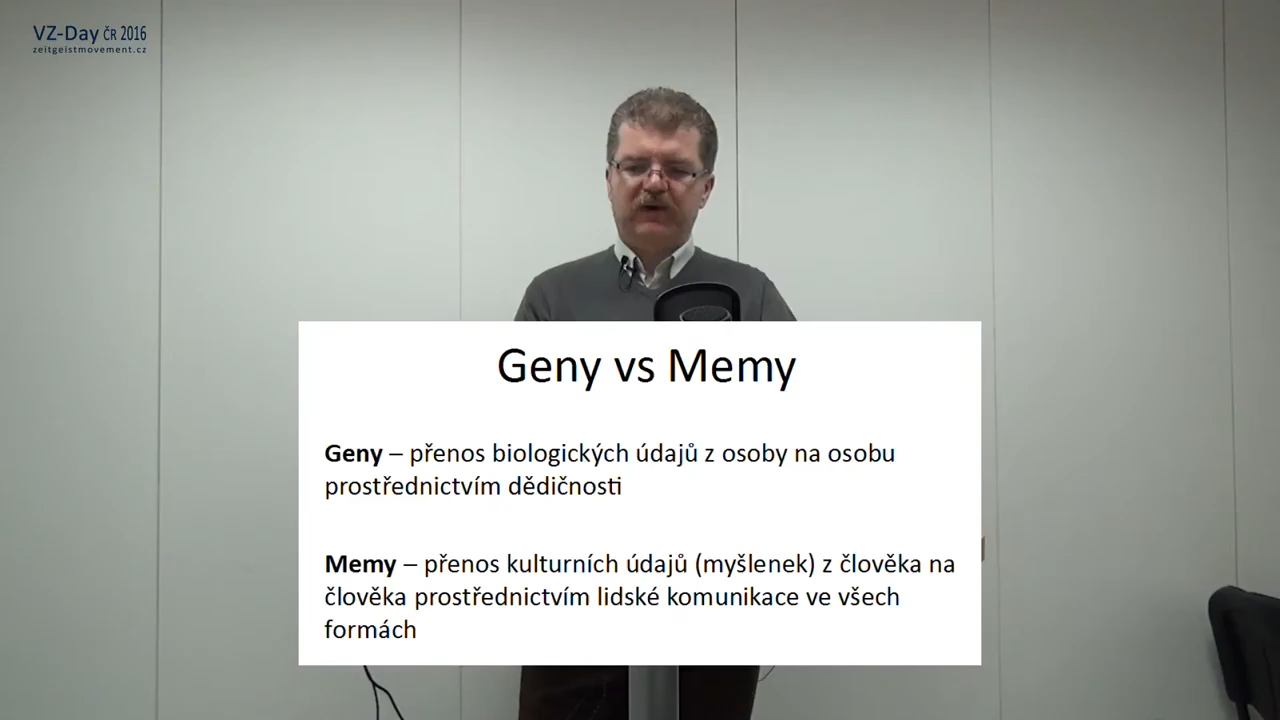 VZ-Day ČR 2016
zeitgeistmovement.cz
Geny vs Memy
Geny – přenos biologických údajů z osoby na osobu
prostřednictvím dědičnosti
Memy – přenos kulturních údajů (myšlenek) z člověka na
člověka prostřednictvím lidské komunikace ve všech
formách